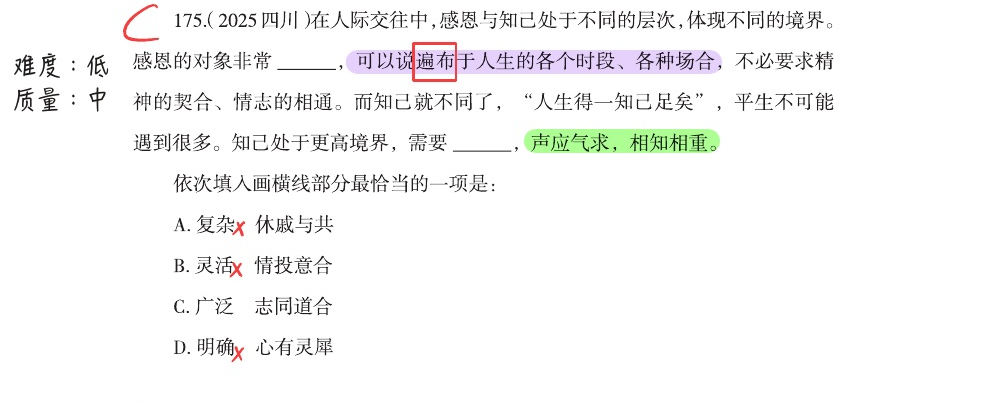 C 175.(2025四川)在人际交往中,感恩与知己处于不同的层次,体现不同的境界。
难度:低
感恩的对象非常______,可以说遍布于人生的各个时段、各种场合,不必要求精
质量:中
神的契合、情志的相通。而知己就不同了,“人生得一知己足矣”,平生不可能
遇到很多。知己处于更高境界,需要______,声应气求,相知相重。
依次填入画横线部分最恰当的一项是:
A. 复杂x 休戚与共
B. 灵活x 情投意合
C. 广泛 志同道合
D. 明确x 心有灵犀